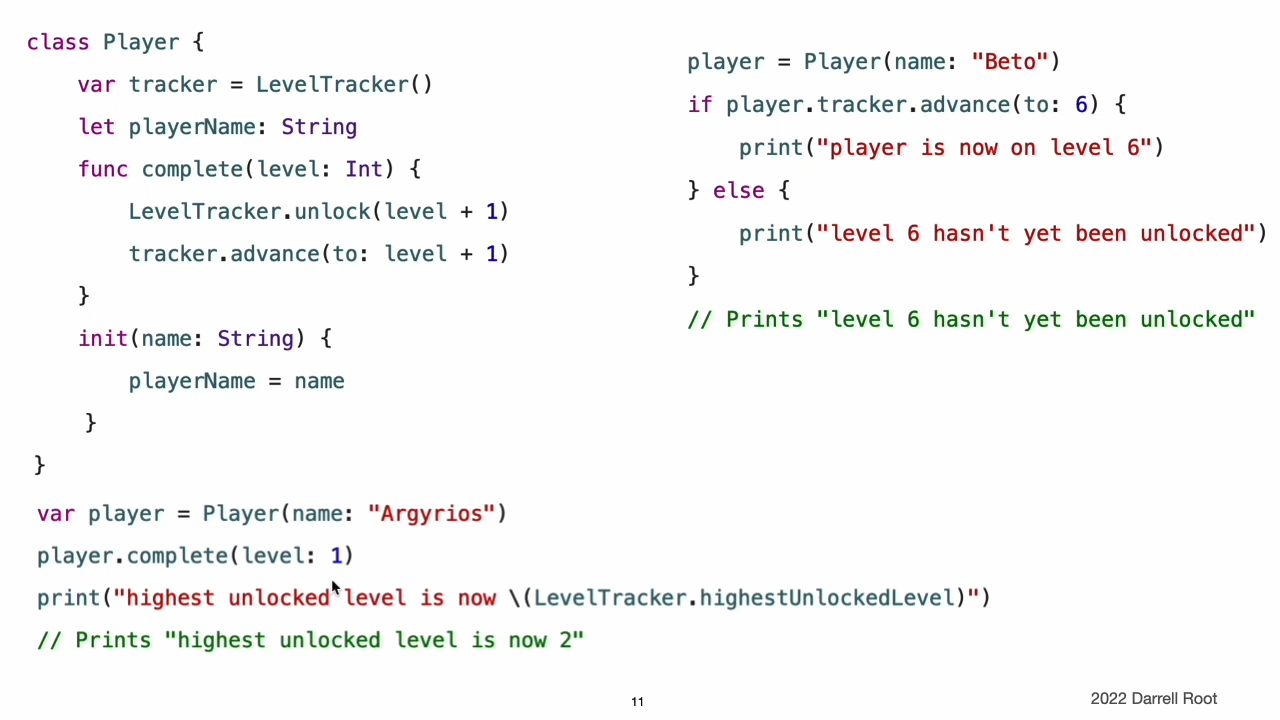 class Player {
    var tracker = LevelTracker()
    let playerName: String
    func complete(level: Int) {
        LevelTracker.unlock(level + 1)
        tracker.advance(to: level + 1)
    }
    init(name: String) {
        playerName = name
    }
}
var player = Player(name: "Argyrios")
player.complete(level: 1)
print("highest unlocked level is now \(LevelTracker.highestUnlockedLevel)")
// Prints "highest unlocked level is now 2"
player = Player(name: "Beto")
if player.tracker.advance(to: 6) {
    print("player is now on level 6")
} else {
    print("level 6 hasn't yet been unlocked")
}
// Prints "level 6 hasn't yet been unlocked"
11
2022 Darrell Root